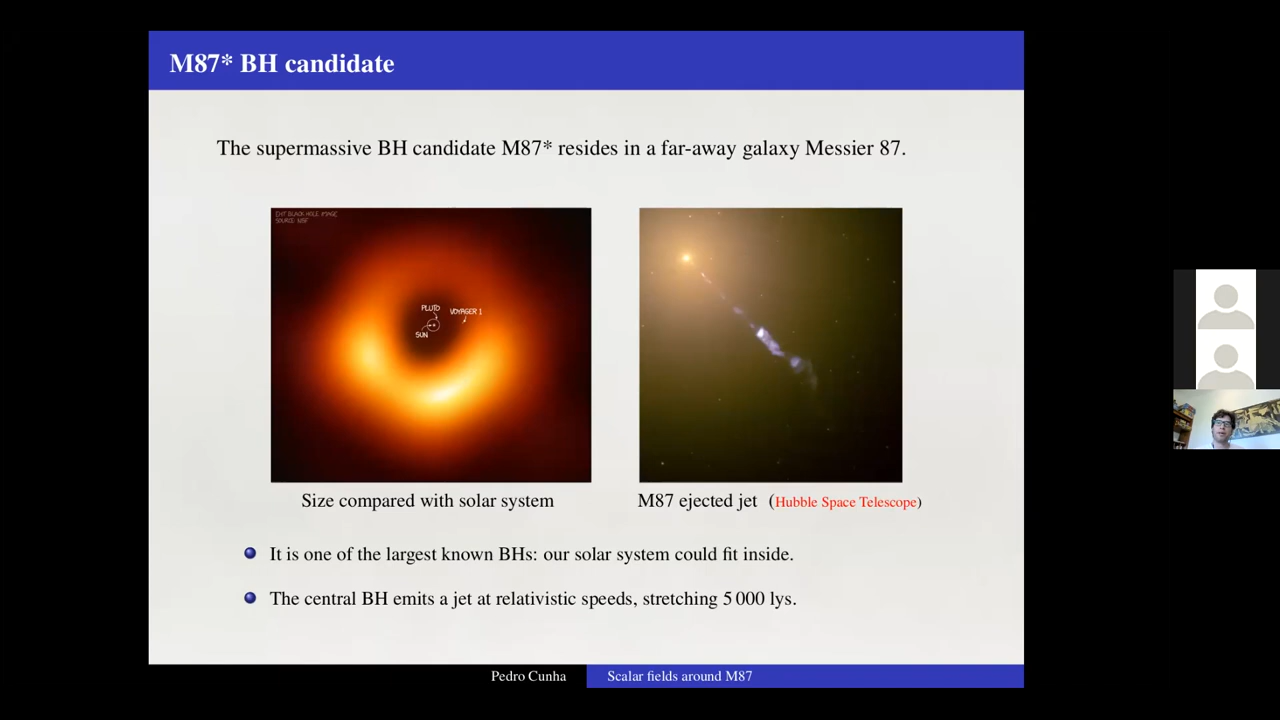 M87* BH candidate
The supermassive BH candidate M87* resides in a far-away galaxy Messier 87.
EHT BLACK HOLE IMAGE
SOURCE: NSF
PLUTO
VOYAGER 1
SUN
Size compared with solar system
M87 ejected jet (Hubble Space Telescope)
It is one of the largest known BHs: our solar system could fit inside.
The central BH emits a jet at relativistic speeds, stretching 5 000 lys.
Pedro Cunha
Scalar fields around M87